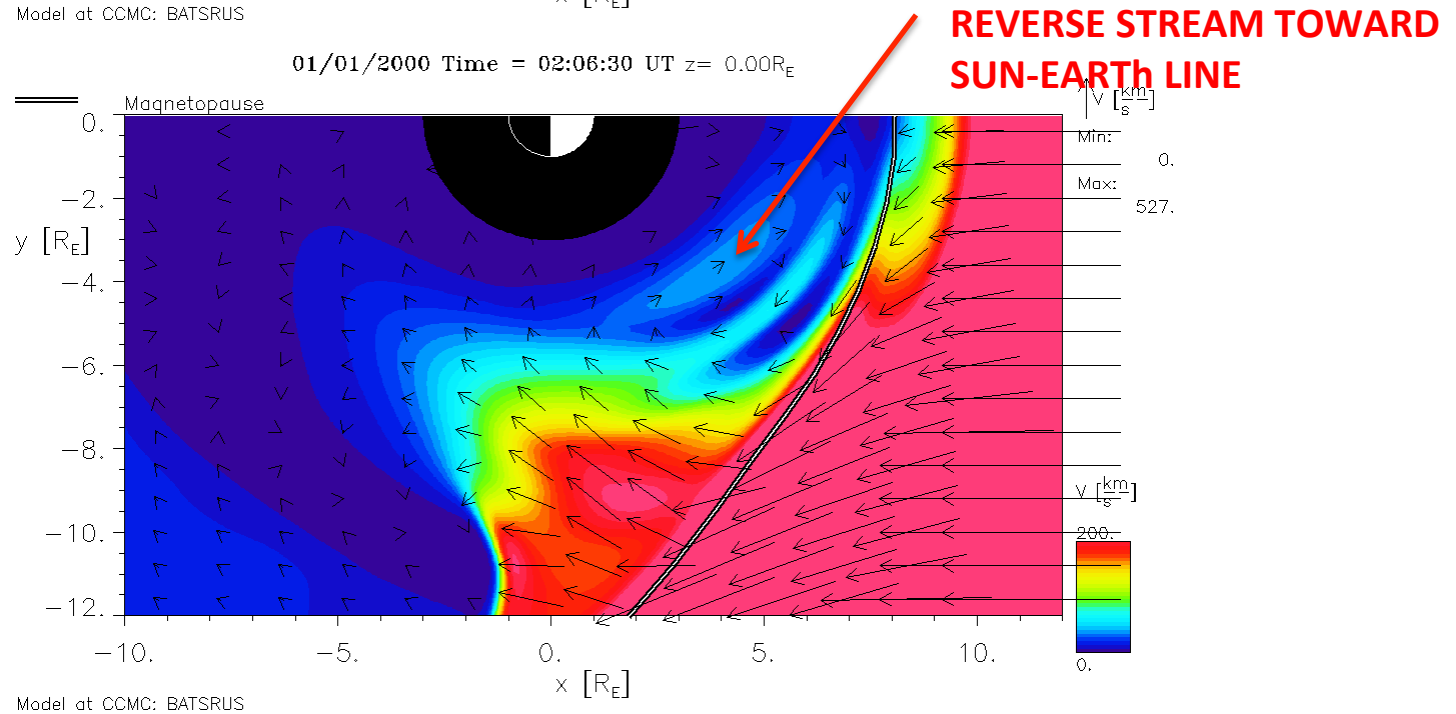 x [RE]
Model at CCMC: BATSRUS
REVERSE STREAM TOWARD
SUN-EARTh LINE
01/01/2000 Time = 02:06:30 UT z= 0.00RE
Magnetopause
V [km/s]
Min:
0.
Max:
527.
0.
−2.
−4.
−6.
−8.
−10.
−12.
y [RE]
V [km/s]
200.
0.
−10.
−5.
0.
5.
10.
x [RE]
Model at CCMC: BATSRUS